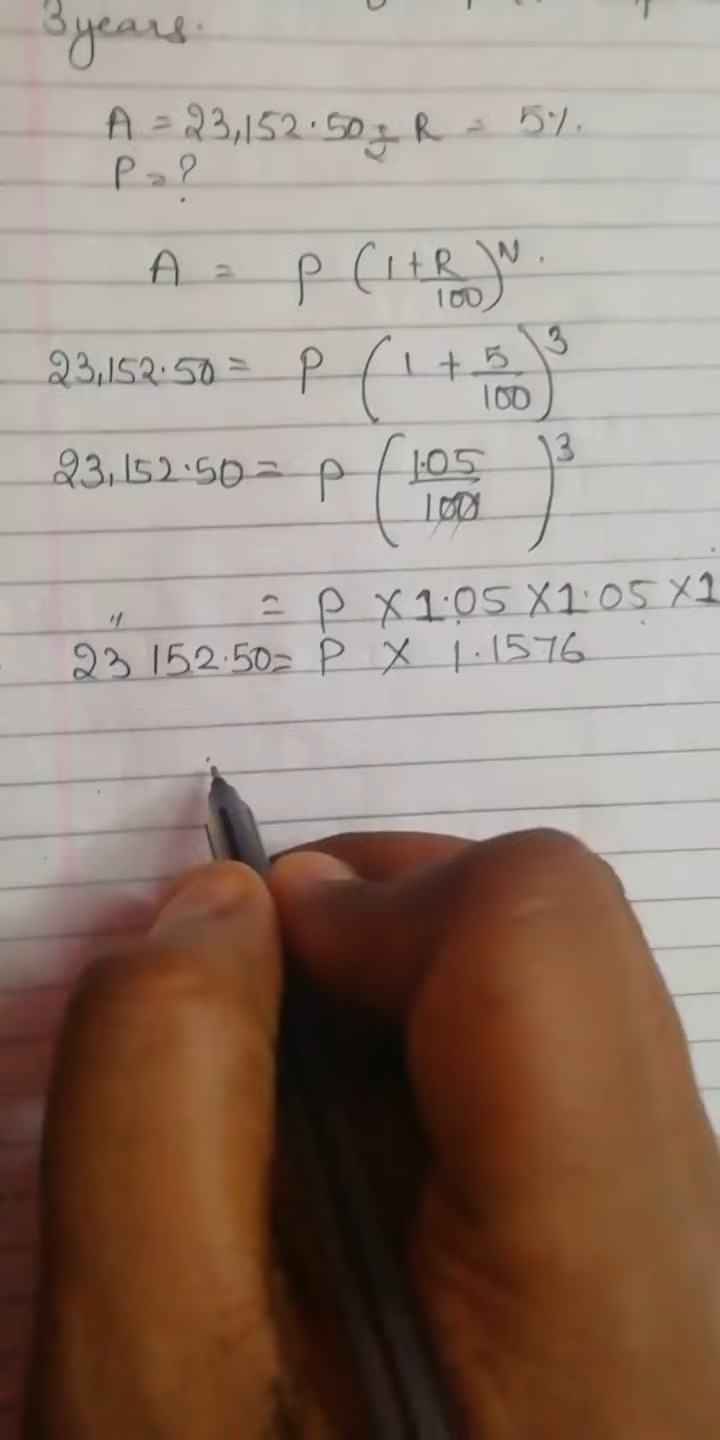 3years.
A = 23,152.50 ; R = 5%.
P = ?
A = P (1+R/100)^N.
23,152.50 = P (1 + 5/100)^3
23,152.50 = P (1.05/100)^3
" = P X 1.05 X 1.05 X 1
23 152.50 = P X 1.1576